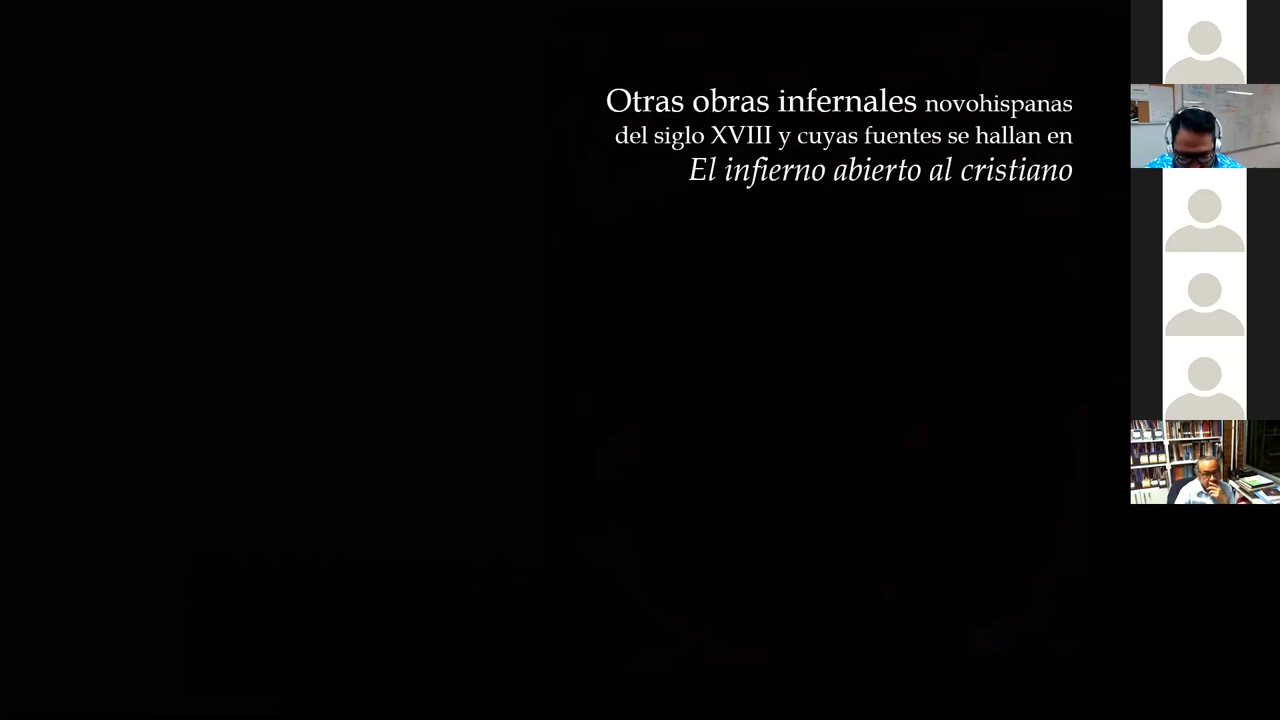 Otras obras infernales novohispanas
del siglo XVIII y cuyas fuentes se hallan en
El infierno abierto al cristiano